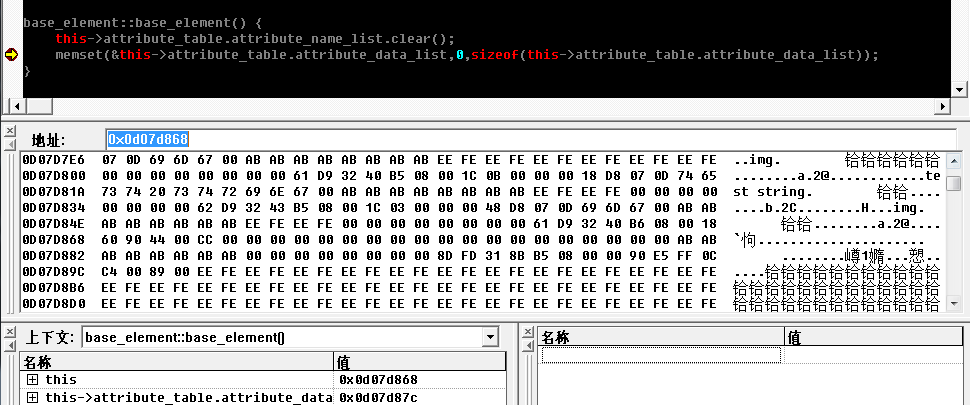 base_element::base_element() {
this->attribute_table.attribute_name_list.clear();
memset(&this->attribute_table.attribute_data_list,0,sizeof(this->attribute_table.attribute_data_list));
}
地址: 0x0d07d868
0D07D7E6 07 0D 69 6D 67 00 AB AB AB AB AB AB AB AB EE FE EE FE EE FE EE FE EE FE EE FE ..img. 铪铪铪铪铪铪
0D07D800 00 00 00 00 00 00 00 00 61 D9 32 40 B5 08 00 1C 0B 00 00 00 18 D8 07 0D 74 65 ........a.2@............te
0D07D81A 73 74 20 73 74 72 69 6E 67 00 AB AB AB AB AB AB AB AB EE FE EE FE 00 00 00 00 st string. 铪铪....
0D07D834 00 00 00 00 62 D9 32 43 B5 08 00 1C 03 00 00 00 48 D8 07 0D 69 6D 67 00 AB AB ....b.2C........H...img.
0D07D84E AB AB AB AB AB AB EE FE EE FE 00 00 00 00 00 00 00 00 61 D9 32 40 B6 08 00 18 铪铪........a.2@....
0D07D868 60 90 44 00 CC 00 00 00 00 00 00 00 00 00 00 00 00 00 00 00 00 00 00 00 AB AB `怐.....................
0D07D882 AB AB AB AB AB AB 00 00 00 00 00 00 00 00 8D FD 31 8B B5 08 00 00 90 E5 FF 0C
0D07D89C C4 00 89 00 EE FE EE FE EE FE EE FE EE FE EE FE EE FE EE FE EE FE EE FE EE FE ....铪铪铪铪铪铪铪铪铪铪铪
0D07D8B6 EE FE EE FE EE FE EE FE EE FE EE FE EE FE EE FE EE FE EE FE EE FE EE FE EE FE 铪铪铪铪铪铪铪铪铪铪铪铪铪
0D07D8D0 EE FE EE FE EE FE EE FE EE FE EE FE EE FE EE FE EE FE EE FE EE FE EE FE EE FE 铪铪铪铪铪铪铪铪铪铪铪铪铪
上下文: base_element::base_element()
名称 值
this 0x0d07d868
this->attribute_table.attribute_data 0x0d07d87c
名称 值